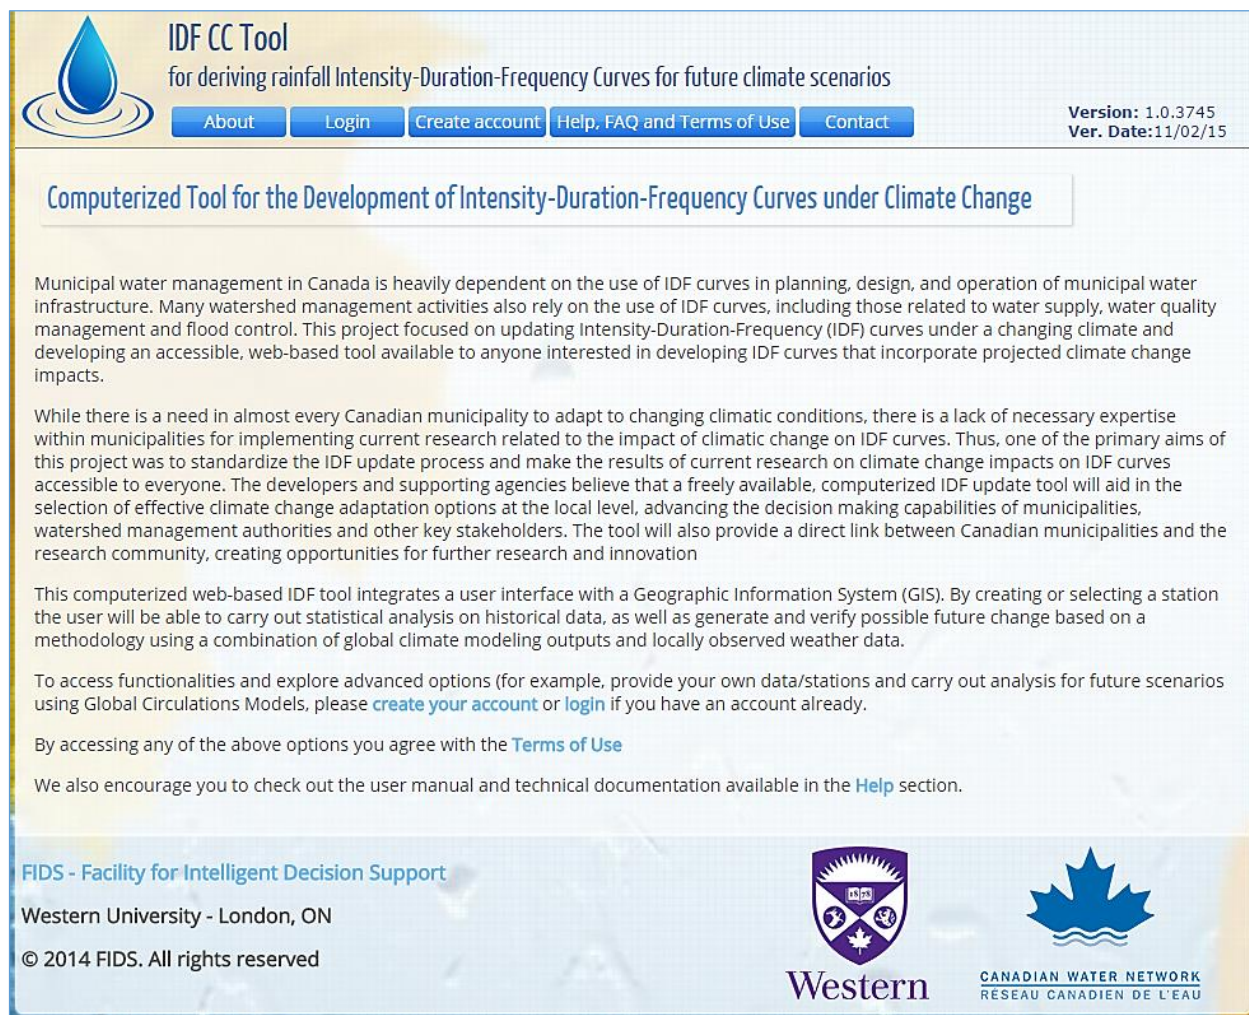 IDF CC Tool
for deriving rainfall Intensity-Duration-Frequency Curves for future climate scenarios
About Login Create account Help, FAQ and Terms of Use Contact
Version: 1.0.3745
Ver. Date:11/02/15
Computerized Tool for the Development of Intensity-Duration-Frequency Curves under Climate Change
Municipal water management in Canada is heavily dependent on the use of IDF curves in planning, design, and operation of municipal water
infrastructure. Many watershed management activities also rely on the use of IDF curves, including those related to water supply, water quality
management and flood control. This project focused on updating Intensity-Duration-Frequency (IDF) curves under a changing climate and
developing an accessible, web-based tool available to anyone interested in developing IDF curves that incorporate projected climate change
impacts.
While there is a need in almost every Canadian municipality to adapt to changing climatic conditions, there is a lack of necessary expertise
within municipalities for implementing current research related to the impact of climatic change on IDF curves. Thus, one of the primary aims of
this project was to standardize the IDF update process and make the results of current research on climate change impacts on IDF curves
accessible to everyone. The developers and supporting agencies believe that a freely available, computerized IDF update tool will aid in the
selection of effective climate change adaptation options at the local level, advancing the decision making capabilities of municipalities,
watershed management authorities and other key stakeholders. The tool will also provide a direct link between Canadian municipalities and the
research community, creating opportunities for further research and innovation
This computerized web-based IDF tool integrates a user interface with a Geographic Information System (GIS). By creating or selecting a station
the user will be able to carry out statistical analysis on historical data, as well as generate and verify possible future change based on a
methodology using a combination of global climate modeling outputs and locally observed weather data.
To access functionalities and explore advanced options (for example, provide your own data/stations and carry out analysis for future scenarios
using Global Circulations Models, please create your account or login if you have an account already.
By accessing any of the above options you agree with the Terms of Use
We also encourage you to check out the user manual and technical documentation available in the Help section.
FIDS - Facility for Intelligent Decision Support
Western University - London, ON
© 2014 FIDS. All rights reserved
1878
Western
CANADIAN WATER NETWORK
RÉSEAU CANADIEN DE L'EAU